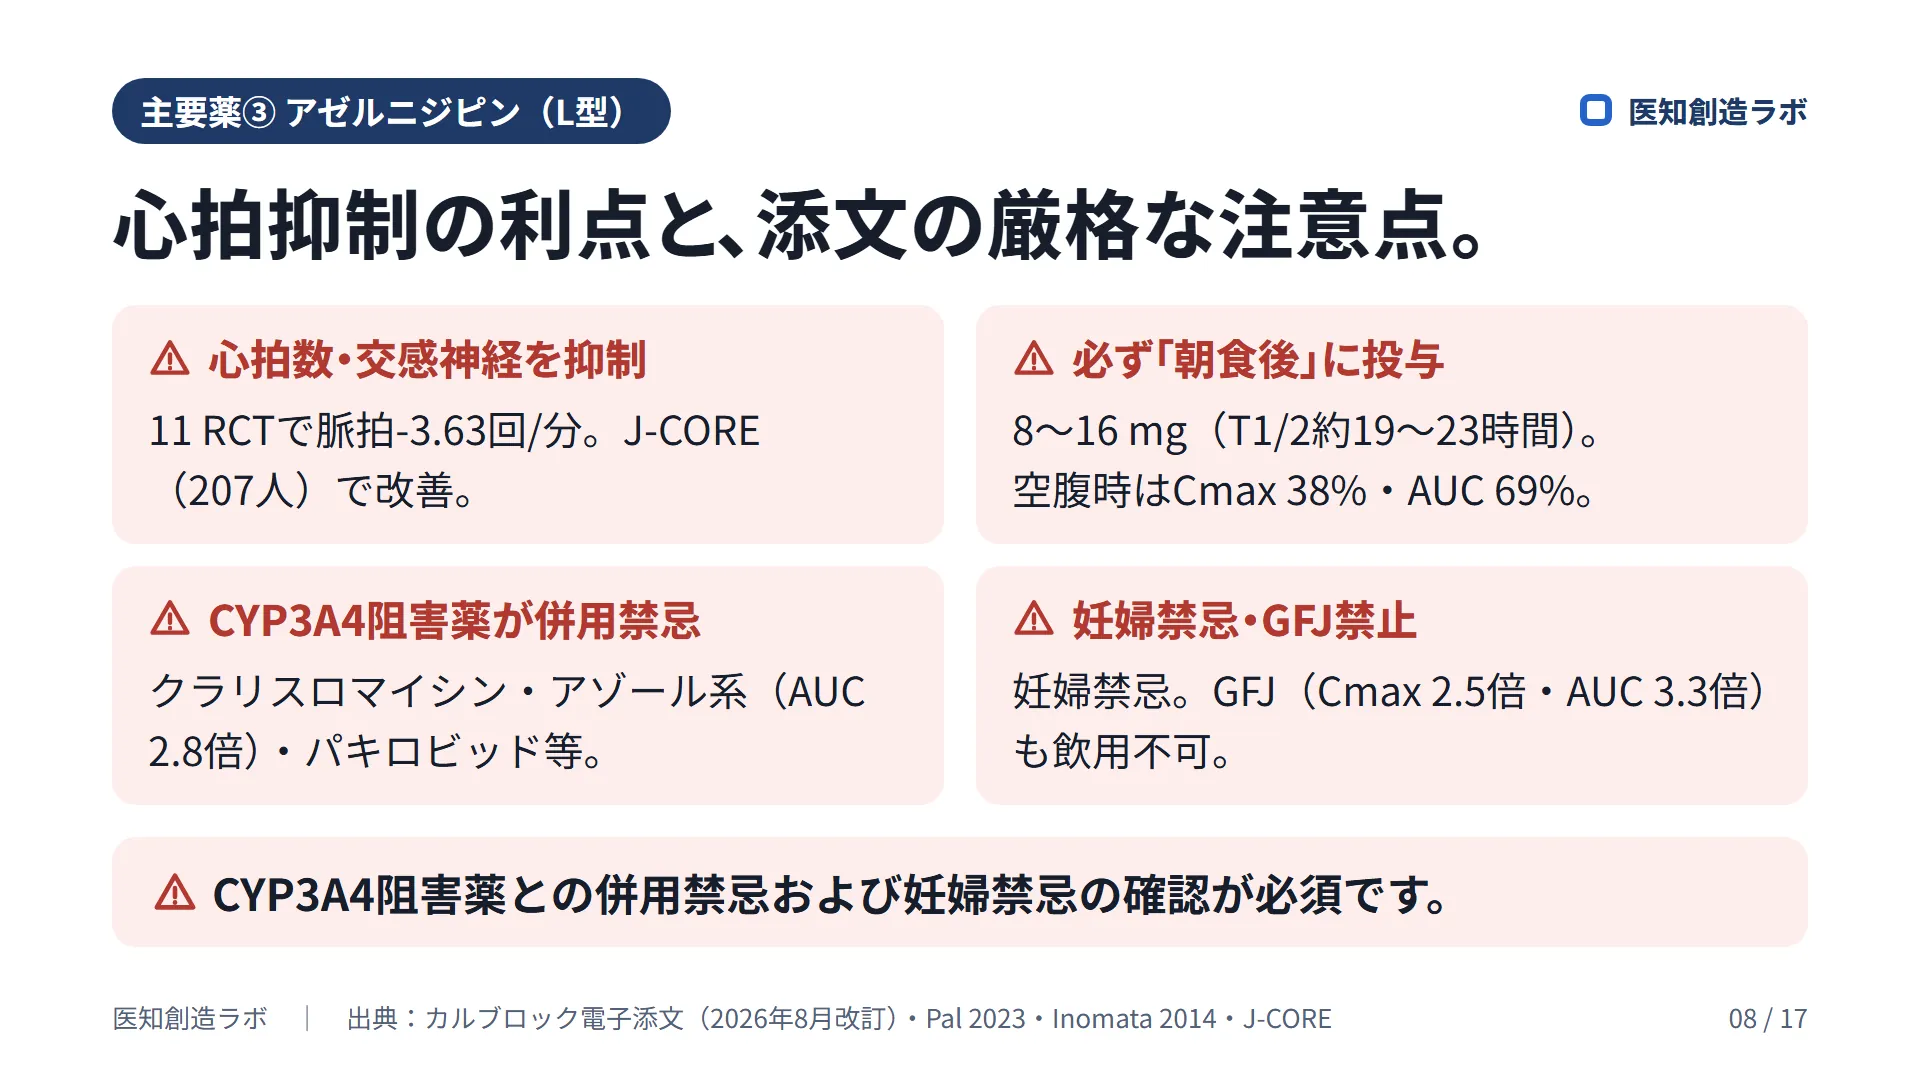 主要薬③ アゼルニジピン（L型）
医知創造ラボ
心拍抑制の利点と、添文の厳格な注意点。
心拍数・交感神経を抑制
11 RCTで脈拍-3.63回/分。J-CORE
（207人）で改善。
必ず「朝食後」に投与
8〜16 mg（T1/2約19〜23時間）。
空腹時はCmax 38%・AUC 69%。
CYP3A4阻害薬が併用禁忌
クラリスロマイシン・アゾール系（AUC
2.8倍）・パキロビッド等。
妊婦禁忌・GFJ禁止
妊婦禁忌。GFJ（Cmax 2.5倍・AUC 3.3倍）
も飲用不可。
CYP3A4阻害薬との併用禁忌および妊婦禁忌の確認が必須です。
医知創造ラボ ｜ 出典：カルブロック電子添文（2026年8月改訂）・Pal 2023・Inomata 2014・J-CORE
08 / 17